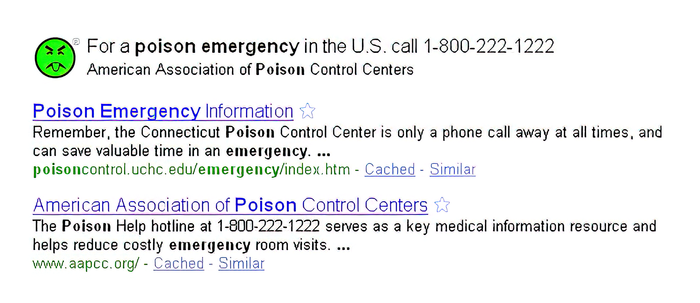 For a poison emergency in the U.S. call 1-800-222-1222
American Association of Poison Control Centers
Poison Emergency Information
Remember, the Connecticut Poison Control Center is only a phone call away at all times, and
can save valuable time in an emergency. ...
poisoncontrol.uchc.edu/emergency/index.htm - Cached - Similar
American Association of Poison Control Centers
The Poison Help hotline at 1-800-222-1222 serves as a key medical information resource and
helps reduce costly emergency room visits. ...
www.aapcc.org/ - Cached - Similar